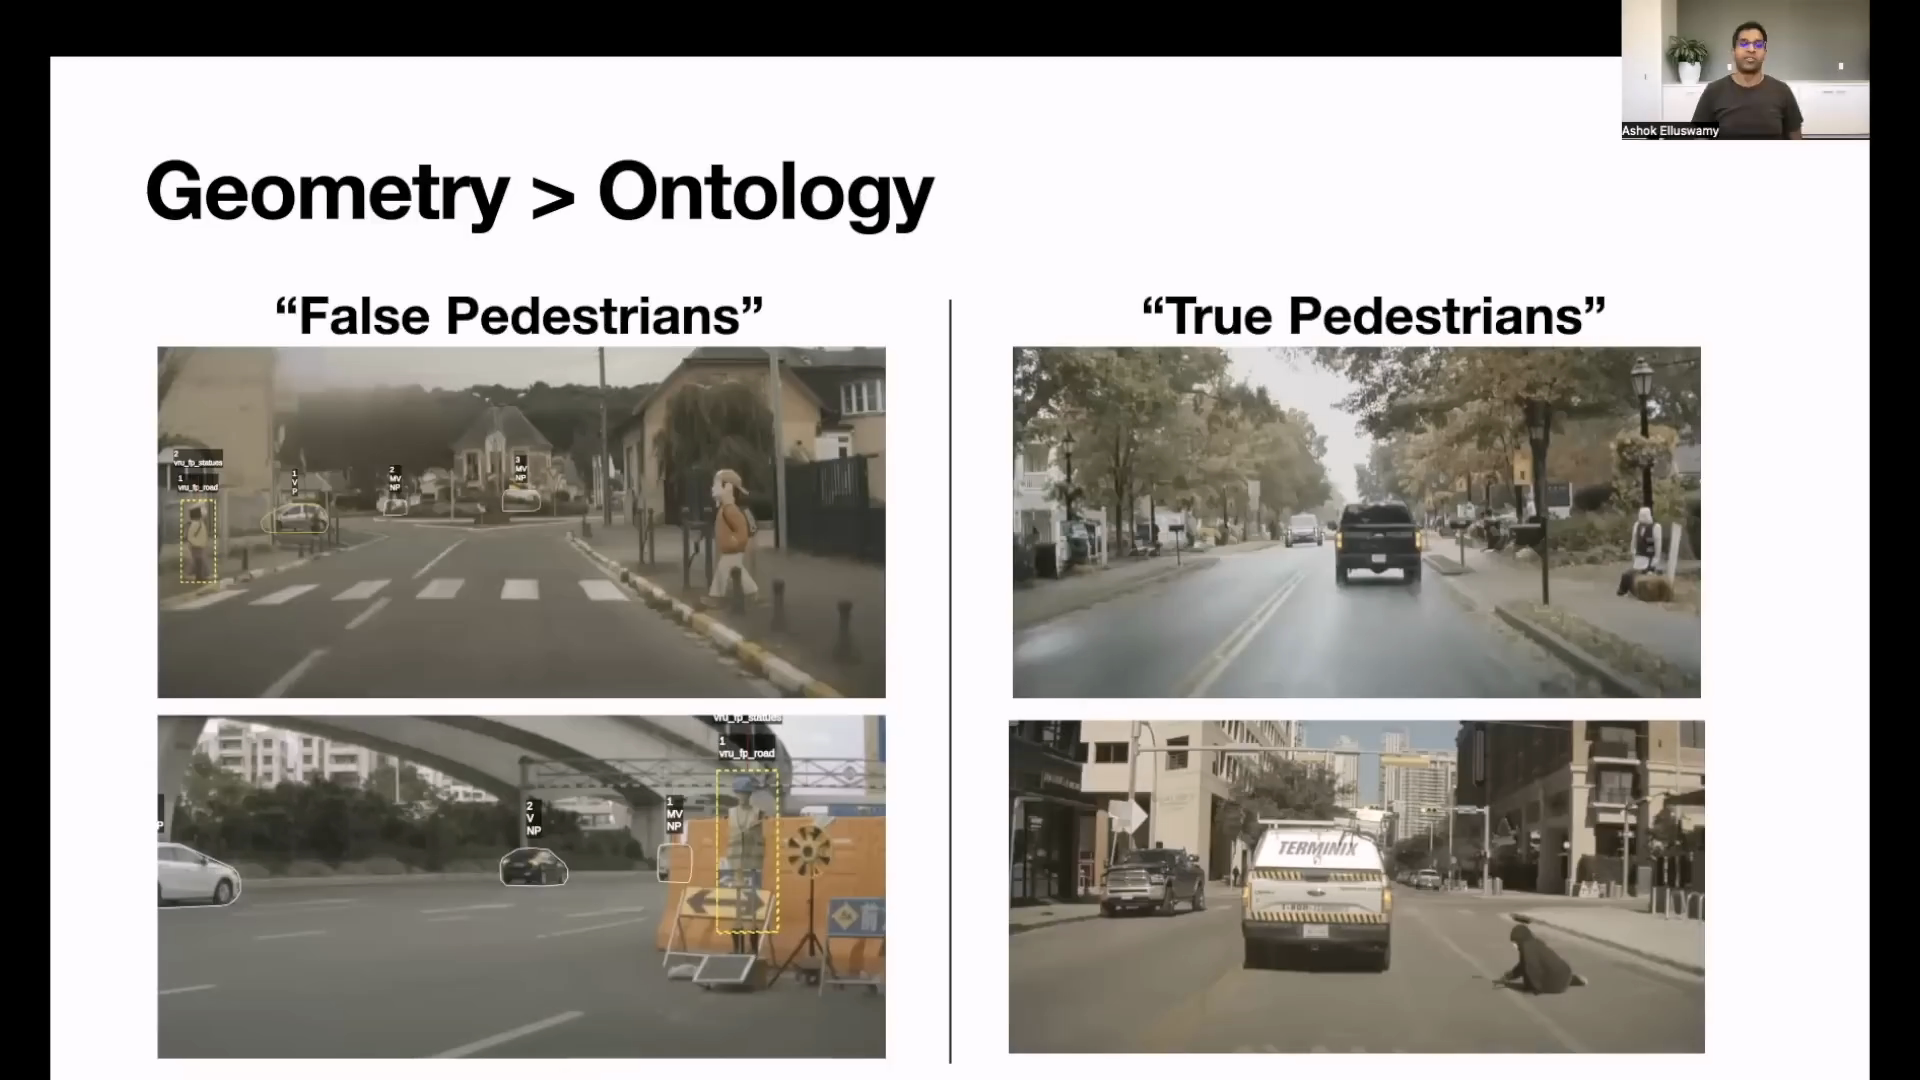 Ashok Elluswamy
Geometry > Ontology
“False Pedestrians”
“True Pedestrians”
2
vru_fp_statues
1
vru_fp_road
1
V
P
2
MV
NP
3
MV
NP
vru_fp_statues
1
vru_fp_road
P
2
V
NP
1
MV
NP
前
TERMINIX